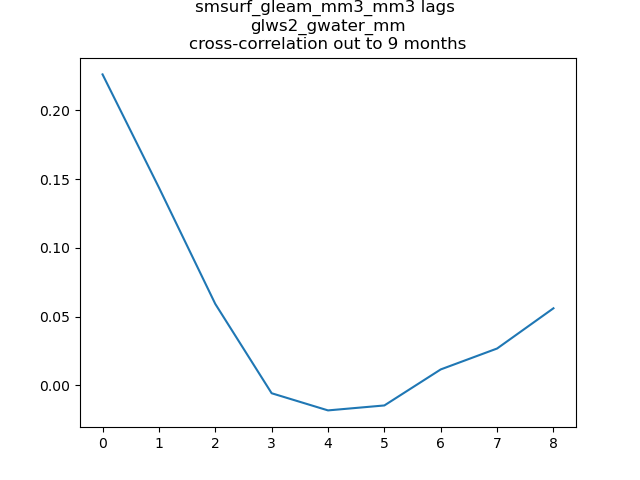 smsurf_gleam_mm3_mm3 lags
glws2_gwater_mm
cross-correlation out to 9 months
0.20
0.15
0.10
0.05
0.00
0 1 2 3 4 5 6 7 8